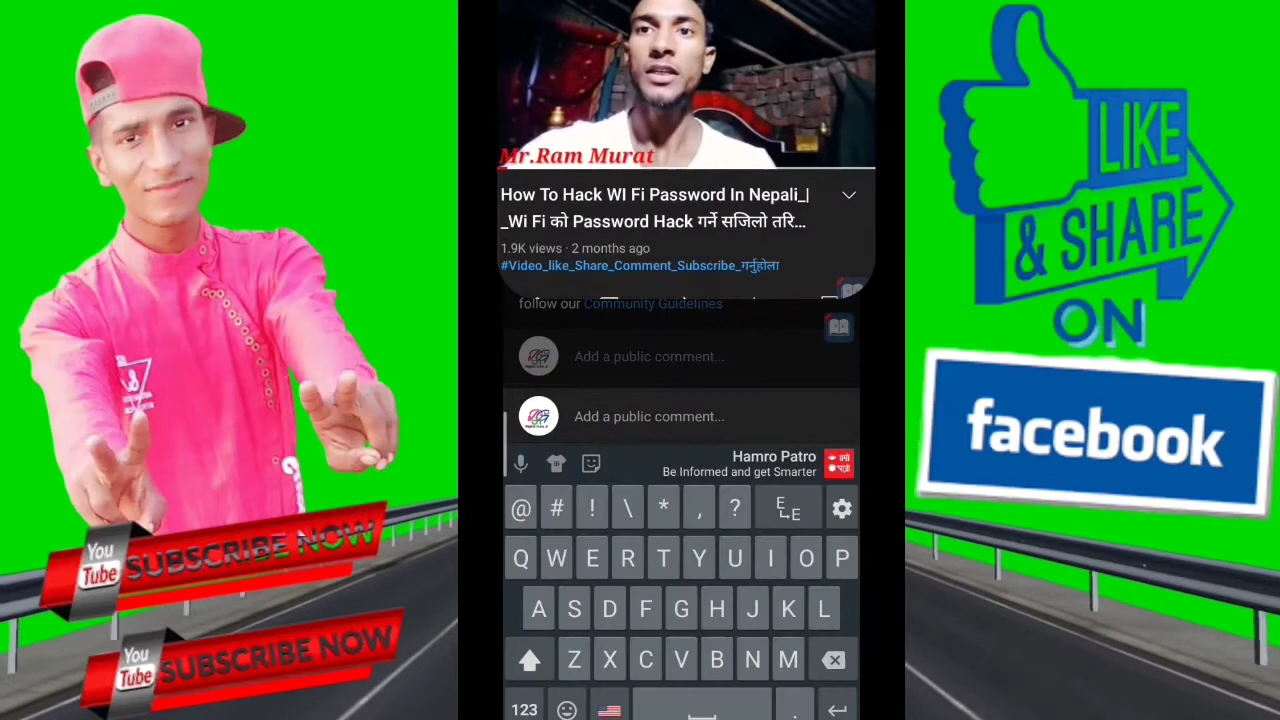 Mr.Ram Murat
How To Hack WI Fi Password In Nepali_|
_Wi Fi को Password Hack गर्ने सजिलो तरि...
1.9K views · 2 months ago
#Video_like_Share_Comment_Subscribe_गर्नुहोला
follow our Community Guidelines
Add a public comment...
Add a public comment...
Hamro Patro
Be Informed and get Smarter
@ # ! \ * , ? E E
Q W E R T Y U I O P
A S D F G H J K L
Z X C V B N M
123 .
You Tube SUBSCRIBE NOW
You Tube SUBSCRIBE NOW
LIKE
& SHARE
ON
facebook